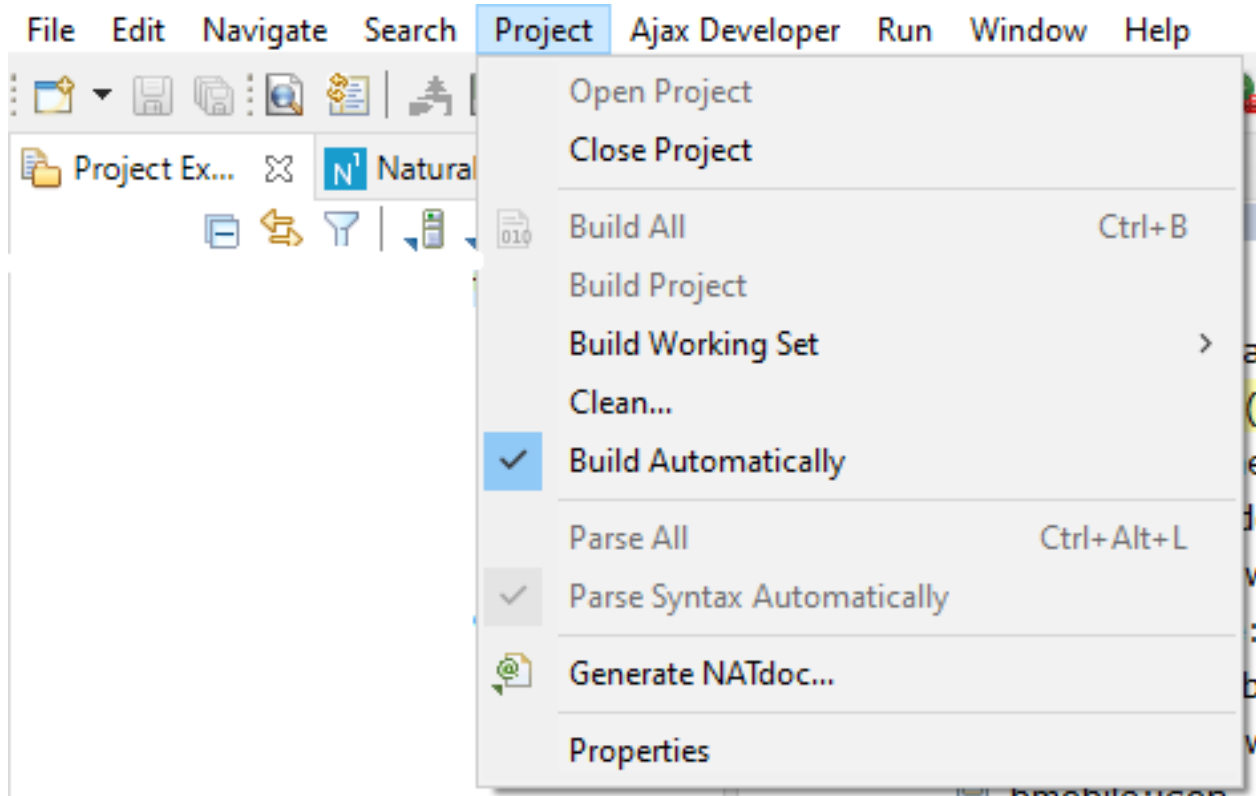 File Edit Navigate Search Project Ajax Developer Run Window Help
Project Ex... N¹ Natural
Open Project
Close Project
Build All Ctrl+B
Build Project
Build Working Set
Clean...
Build Automatically
Parse All Ctrl+Alt+L
Parse Syntax Automatically
Generate NATdoc...
Properties